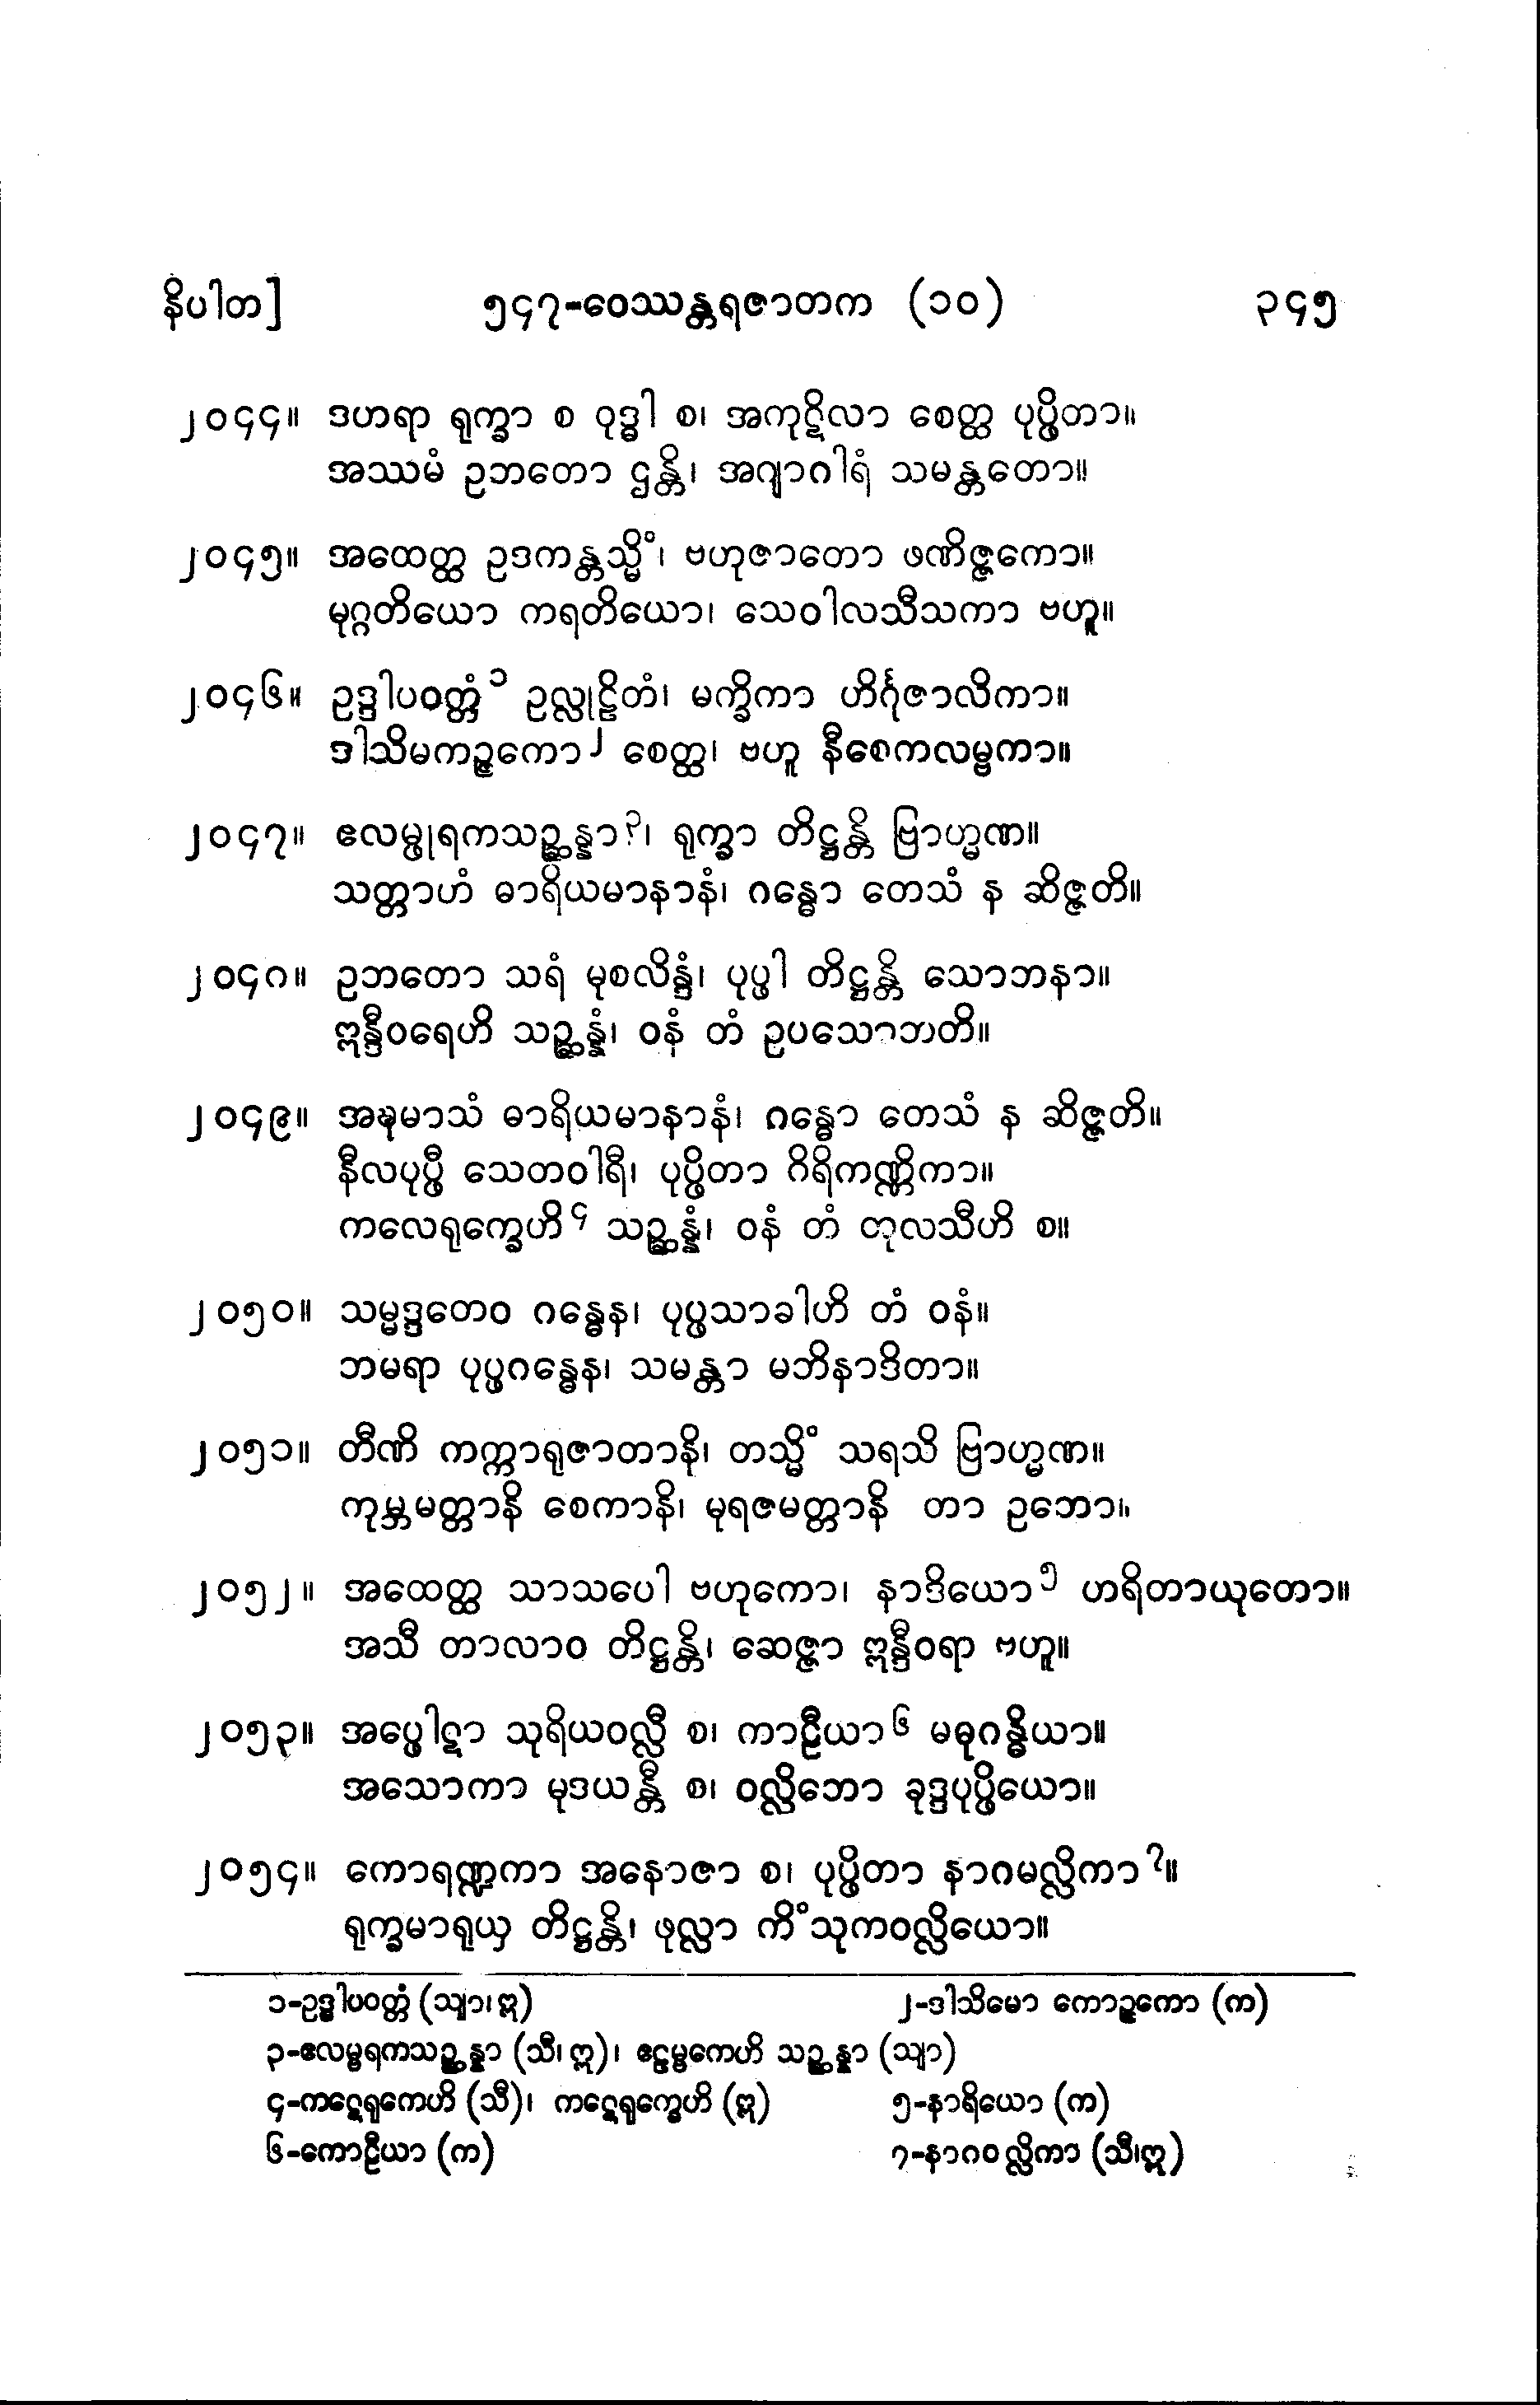 နိပါတ]	၅၄၇-ဝေဿန္တရဇာတက (၁၀)	၃၄၅
၂၀၄၄။ ဒဟရာ ရုက္ခာ စ ဝုဒ္ဓါ စ၊ အကုဋိလာ စေတ္ထ ပုပ္ဖိတာ။
အဿမံ ဥဘတော ဌန္တိ၊ အဂျာဂါရံ သမန္တတော။
၂၀၄၅။ အထေတ္ထ ဥဒကန္တသ္မိံ၊ ဗဟုဇာတော ဖဏိဇ္ဇကော။
မုဂ္ဂတိယော ကရတိယော၊ သေဝါလသီသကာ ဗဟူ။
၂၀၄၆။ ဥဒ္ဒါပဝတ္တံ၁ ဥလ္လုဠိတံ၊ မက္ခိကာ ဟိင်္ဂုဇာလိကာ။
ဒါသိမကဉ္ဇကော၂ စေတ္ထ၊ ဗဟူ နီစေကလမ္ဗကာ။
၂၀၄၇။ ဧလမ္ဖုရကသဉ္ဆန္နာ၃၊ ရုက္ခာ တိဋ္ဌန္တိ ဗြာဟ္မဏ။
သတ္တာဟံ ဓာရိယမာနာနံ၊ ဂန္ဓော တေသံ န ဆိဇ္ဇတိ။
၂၀၄၈။ ဥဘတော သရံ မုစလိန္ဒံ၊ ပုပ္ဖါ တိဋ္ဌန္တိ သောဘနာ။
ဣန္ဒီဝရေဟိ သဉ္ဆန္နံ၊ ဝနံ တံ ဥပသောဘတိ။
၂၀၄၉။ အဍ္ဎမာသံ ဓာရိယမာနာနံ၊ ဂန္ဓော တေသံ န ဆိဇ္ဇတိ။
နီလပုပ္ဖီ သေတဝါရီ၊ ပုပ္ဖိတာ ဂိရိကဏ္ဏိကာ။
ကလေရုက္ခေဟိ၄ သဉ္ဆန္နံ၊ ဝနံ တံ တုလသီဟိ စ။
၂၀၅၀။ သမ္မဒ္ဒတေဝ ဂန္ဓေန၊ ပုပ္ဖသာခါဟိ တံ ဝနံ။
ဘမရာ ပုပ္ဖဂန္ဓေန၊ သမန္တာ မဘိနာဒိတာ။
၂၀၅၁။ တီဏိ ကက္ကာရုဇာတာနိ၊ တသ္မိံ သရသိ ဗြာဟ္မဏ။
ကုမ္ဘမတ္တာနိ စေကာနိ၊ မုရဇမတ္တာနိ တာ ဥဘော။
၂၀၅၂။ အထေတ္ထ သာသပေါ ဗဟုကော၊ နာဒိယော၅ ဟရိတာယုတော။
အသီ တာလာဝ တိဋ္ဌန္တိ၊ ဆေဇ္ဇာ ဣန္ဒီဝရာ ဗဟူ။
၂၀၅၃။ အပ္ဖေါဋာ သုရိယဝလ္လီ စ၊ ကာဠီယာ၆ မဓုဂန္ဓိယာ။
အသောကာ မုဒယန္တီ စ၊ ဝလ္လိဘော ခုဒ္ဒပုပ္ဖိယော။
၂၀၅၄။ ကောရဏ္ဍကာ အနောဇာ စ၊ ပုပ္ဖိတာ နာဂမလ္လိကာ၇။
ရုက္ခမာရုယှ တိဋ္ဌန္တိ၊ ဖုလ္လာ ကိံသုကဝလ္လိယော။
၁-ဥဒ္ဓါပဝတ္တံ (သျာ၊ဣ)	၂-ဒါသိမော ကောဉ္ဇကော (က)
၃-ဧလမ္ဗရကသဉ္ဆန္နာ (သီ၊ ဣ)၊ ဧဠမ္ဗကေဟိ သဉ္ဆန္နာ (သျာ)
၄-ကဋေရုကေဟိ (သီ)၊ ကဋေရုက္ခေဟိ (ဣ)	၅-နာရိယော (က)
၆-ကောဠီယာ (က)	၇-နာဂဝလ္လိကာ (သီ၊ဣ)